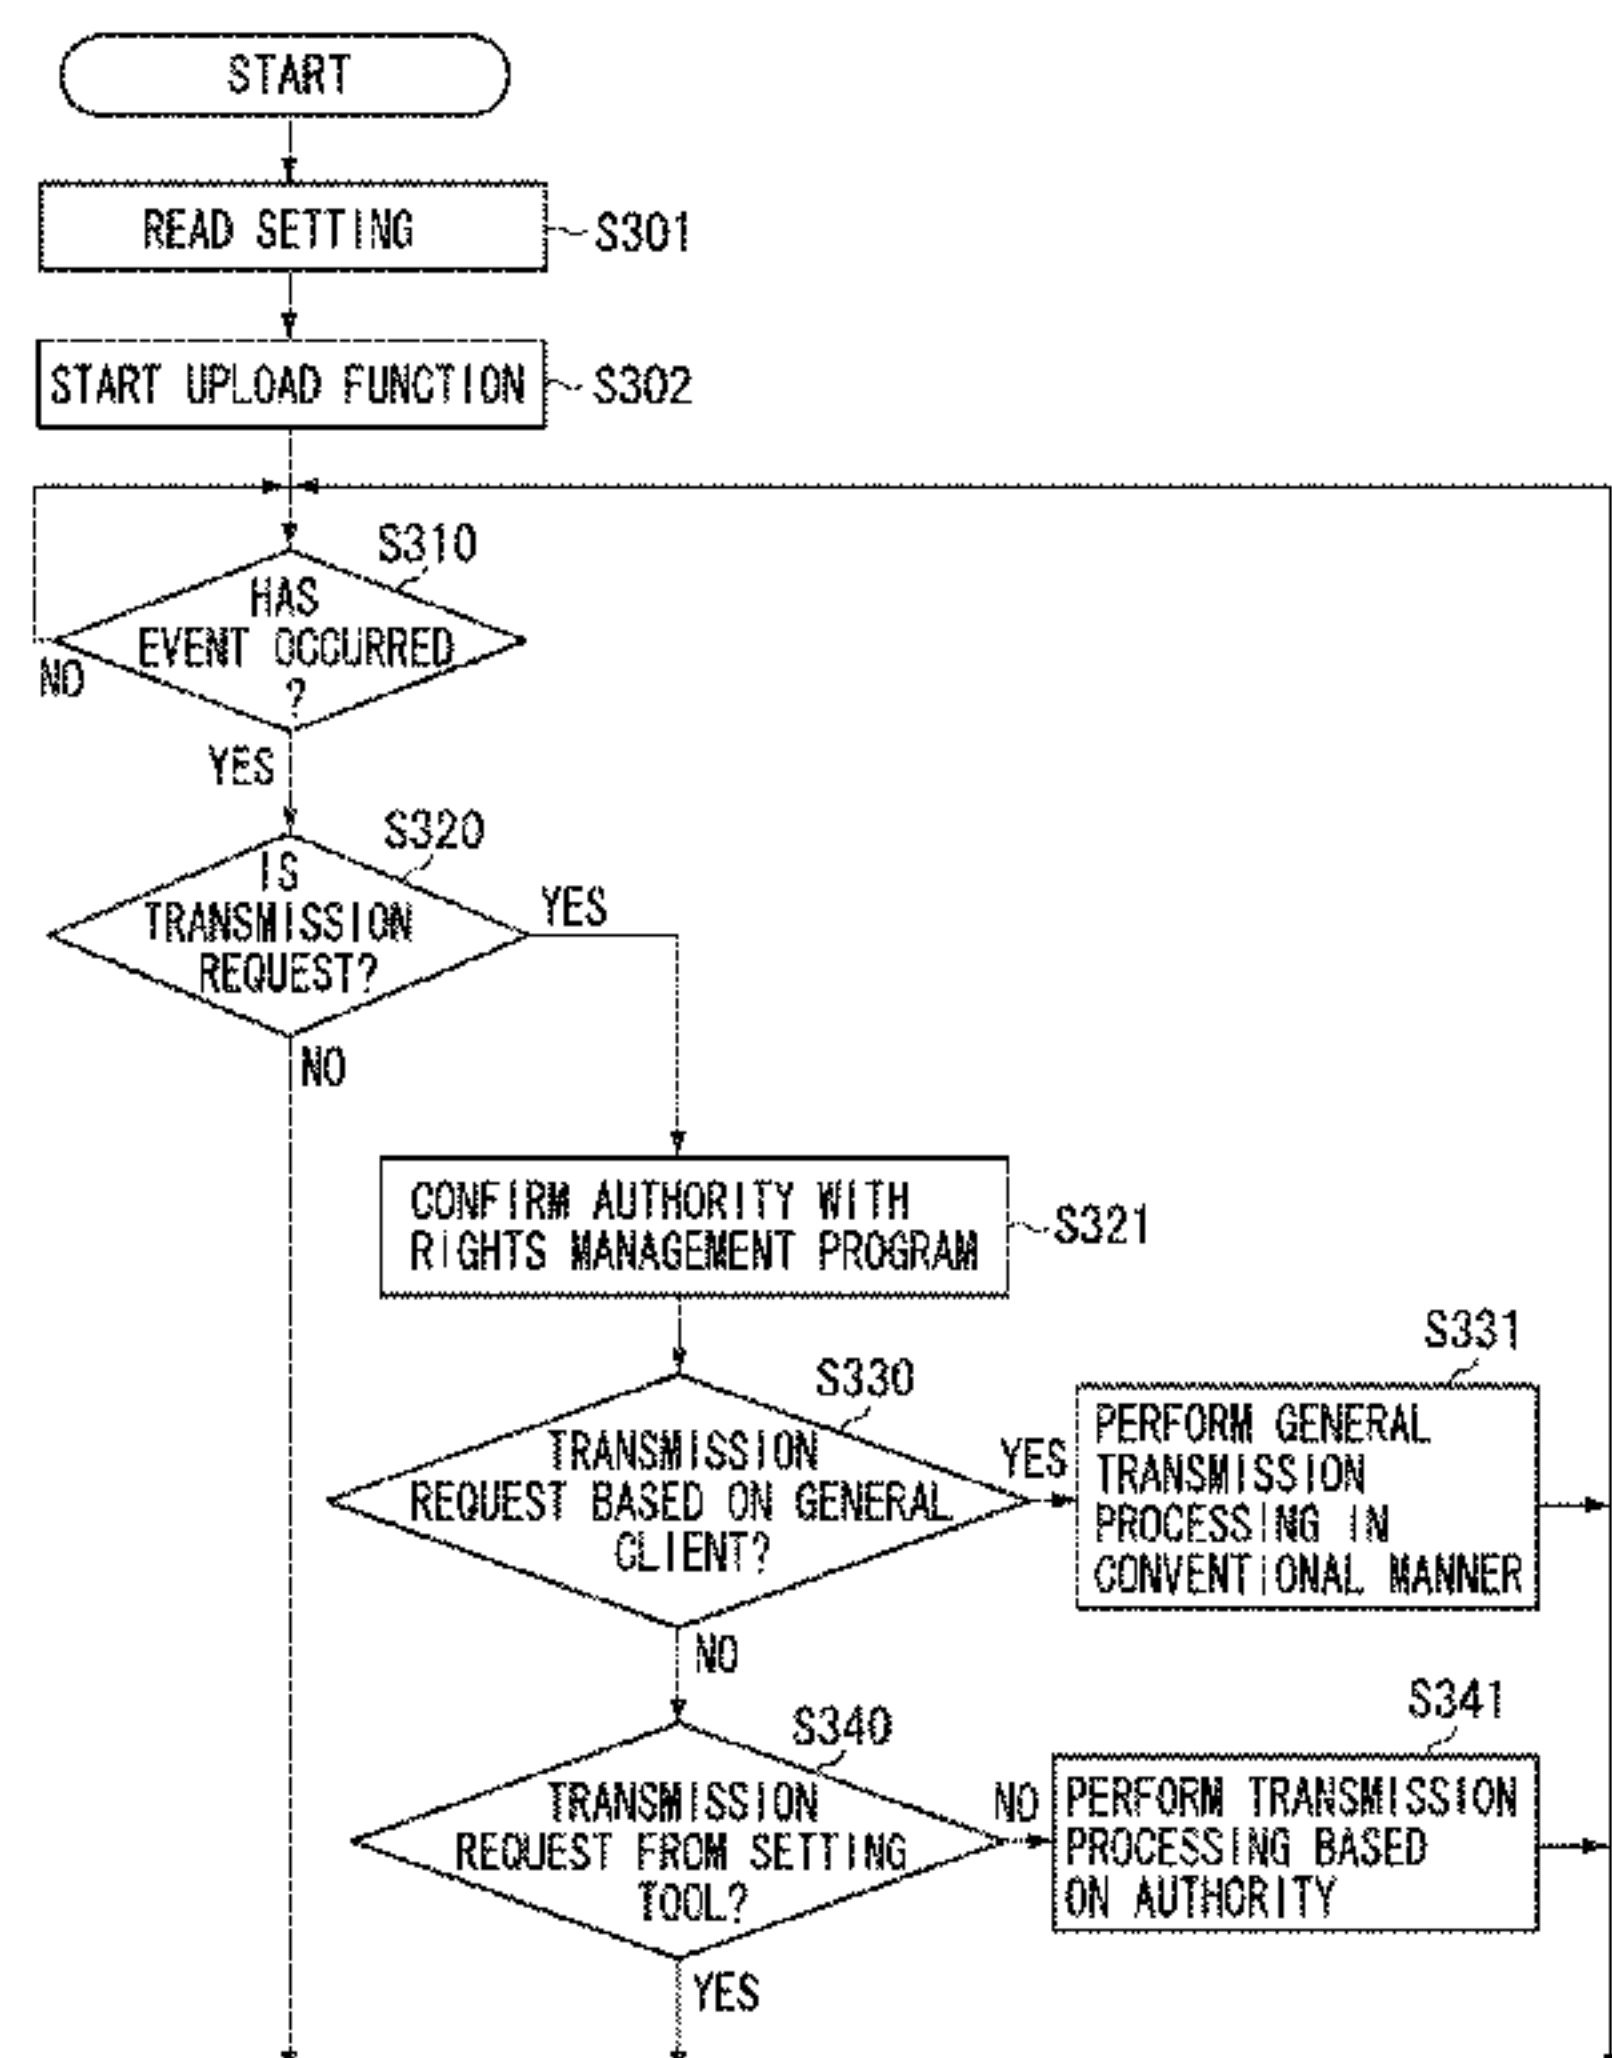 START
READ SETTING
S301
START UPLOAD FUNCTION
S302
S310
HAS
EVENT OCCURRED
?
NO
YES
S320
IS
TRANSMISSION
REQUEST?
YES
NO
CONFIRM AUTHORITY WITH
RIGHTS MANAGEMENT PROGRAM
S321
S330
TRANSMISSION
REQUEST BASED ON GENERAL
CLIENT?
YES
NO
S331
PERFORM GENERAL
TRANSMISSION
PROCESSING IN
CONVENTIONAL MANNER
S340
TRANSMISSION
REQUEST FROM SETTING
TOOL?
NO
YES
S341
PERFORM TRANSMISSION
PROCESSING BASED
ON AUTHORITY